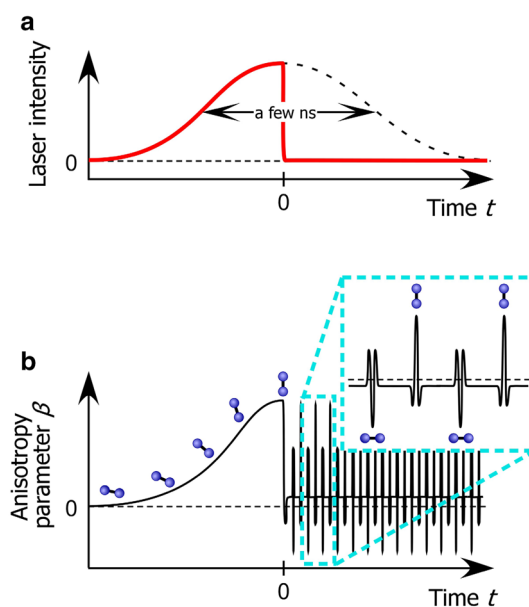 a
Laser intensity
a few ns
0
0
Time t
b
Anisotropy
parameter β
0
0
Time t